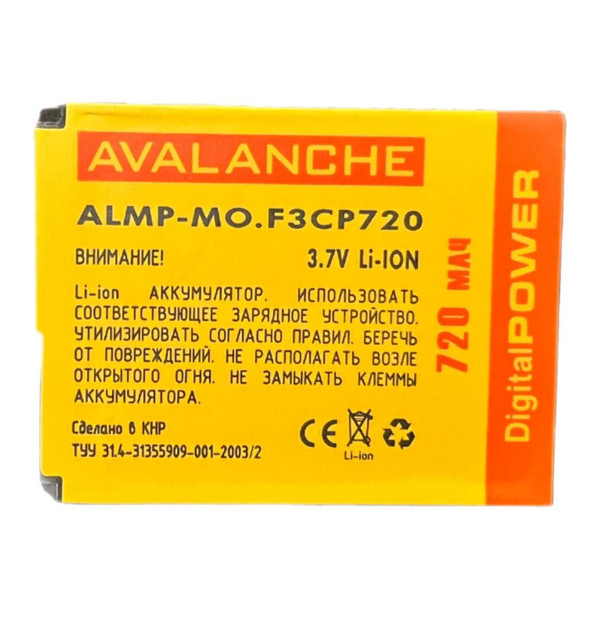 AVALANCHE
ALMP-MO.F3CP720
ВНИМАНИЕ! 3.7V Li-ION
Li-ion АККУМУЛЯТОР. ИСПОЛЬЗОВАТЬ
СООТВЕТСТВУЮЩЕЕ ЗАРЯДНОЕ УСТРОЙСТВО.
УТИЛИЗИРОВАТЬ СОГЛАСНО ПРАВИЛ. БЕРЕЧЬ
ОТ ПОВРЕЖДЕНИЙ. НЕ РАСПОЛАГАТЬ ВОЗЛЕ
ОТКРЫТОГО ОГНЯ. НЕ ЗАМЫКАТЬ КЛЕММЫ
АККУМУЛЯТОРА.
Сделано в КНР
ТУУ 31.4-31355909-001-2003/2
CE
Li-ion
720 мАч
DigitalPOWER